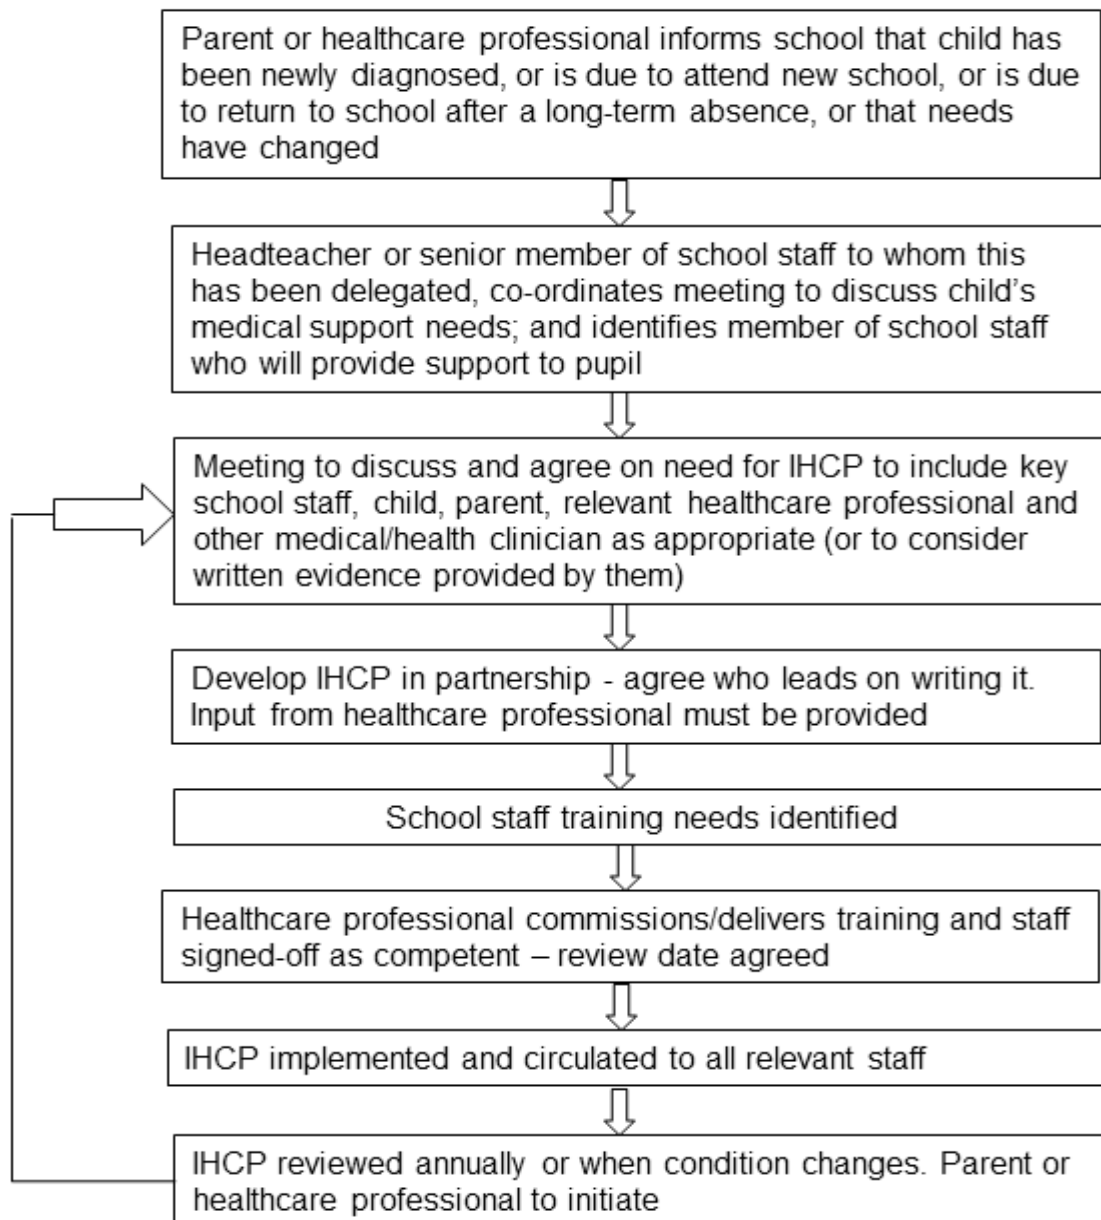 Parent or healthcare professional informs school that child has
been newly diagnosed, or is due to attend new school, or is due
to return to school after a long-term absence, or that needs
have changed
Headteacher or senior member of school staff to whom this
has been delegated, co-ordinates meeting to discuss child’s
medical support needs; and identifies member of school staff
who will provide support to pupil
Meeting to discuss and agree on need for IHCP to include key
school staff, child, parent, relevant healthcare professional and
other medical/health clinician as appropriate (or to consider
written evidence provided by them)
Develop IHCP in partnership - agree who leads on writing it.
Input from healthcare professional must be provided
School staff training needs identified
Healthcare professional commissions/delivers training and staff
signed-off as competent – review date agreed
IHCP implemented and circulated to all relevant staff
IHCP reviewed annually or when condition changes. Parent or
healthcare professional to initiate